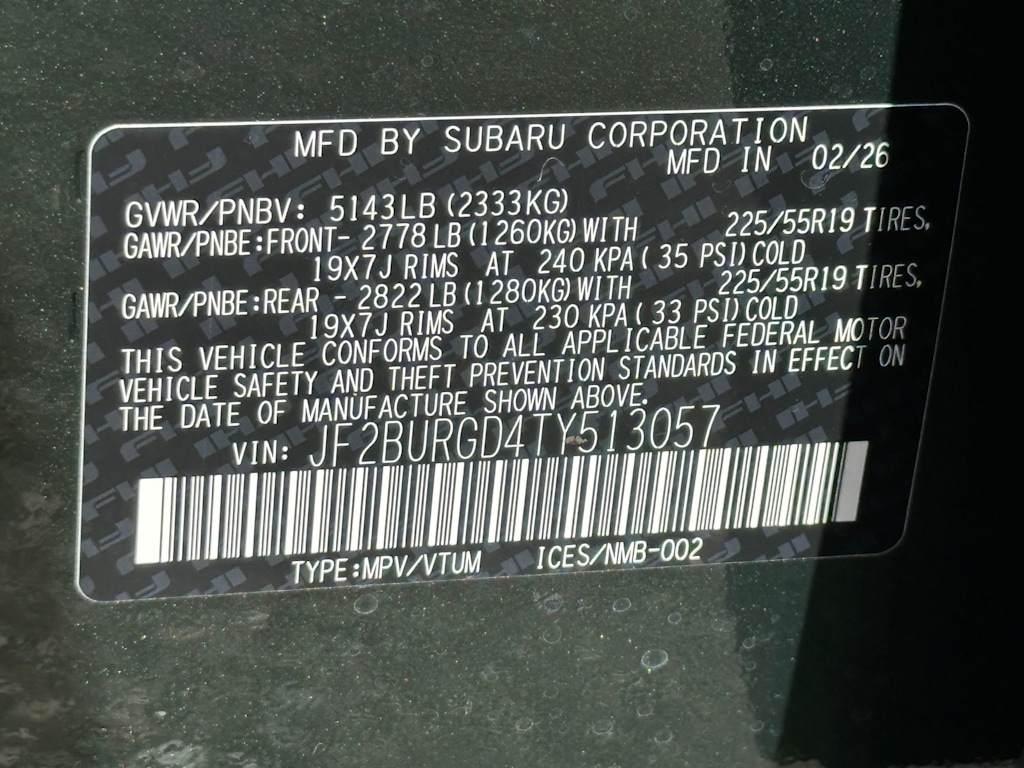 MFD BY SUBARU CORPORATION
MFD IN 02/26
GVWR/PNBV: 5143LB (2333KG)
GAWR/PNBE:FRONT- 2778 LB (1260KG) WITH 225/55R19 TIRES,
19X7J RIMS AT 240 KPA ( 35 PSI) COLD
GAWR/PNBE:REAR - 2822 LB (1280KG) WITH 225/55R19 TIRES,
19X7J RIMS AT 230 KPA ( 33 PSI) COLD
THIS VEHICLE CONFORMS TO ALL APPLICABLE FEDERAL MOTOR
VEHICLE SAFETY AND THEFT PREVENTION STANDARDS IN EFFECT ON
THE DATE OF MANUFACTURE SHOWN ABOVE.
VIN: JF2BURGD4TY513057
TYPE:MPV/VTUM ICES/NMB-002